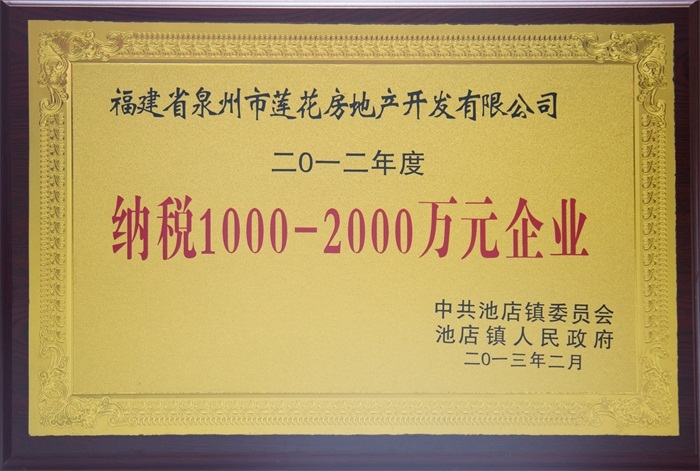 福建省泉州市莲花房地产开发有限公司
二0一二年度
纳税1000-2000万元企业
中共池店镇委员会
池店镇人民政府
二0一三年二月